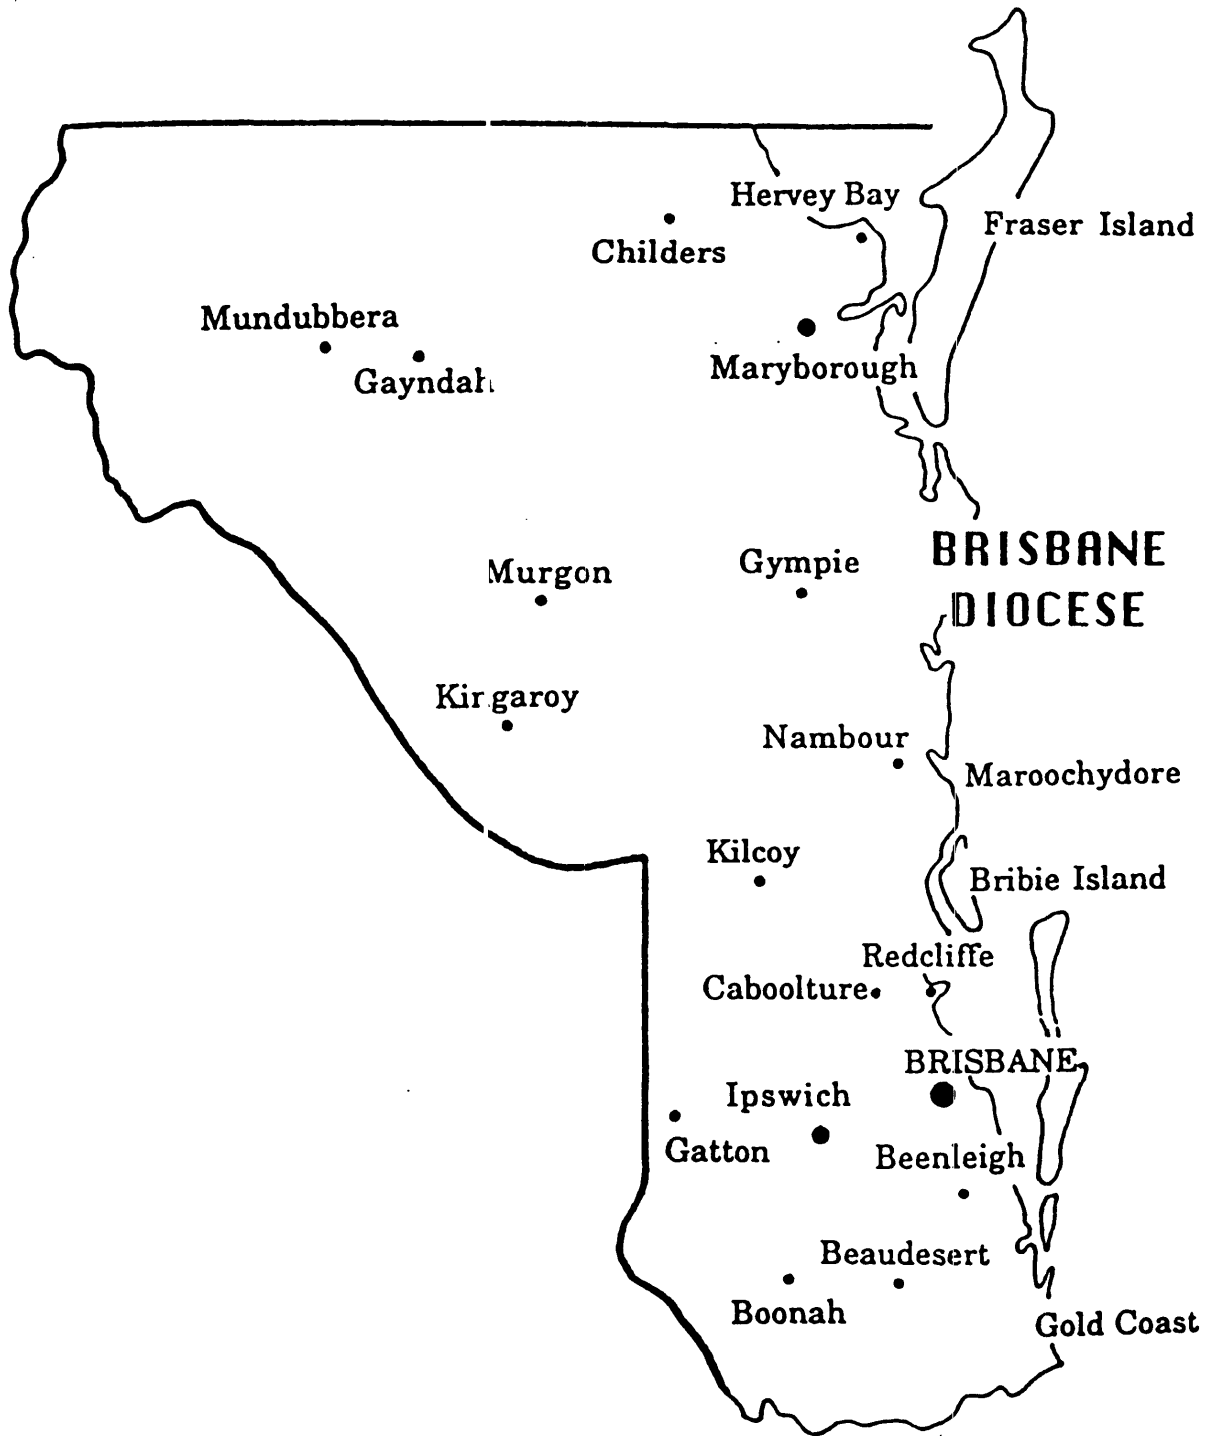 Hervey Bay
Fraser Island
Childers
Mundubbera
Gayndah
Maryborough
BRISBANE
DIOCESE
Murgon
Gympie
Kingaroy
Nambour
Maroochydore
Kilcoy
Bribie Island
Redcliffe
Caboolture
BRISBANE
Ipswich
Gatton
Beenleigh
Beaudesert
Boonah
Gold Coast